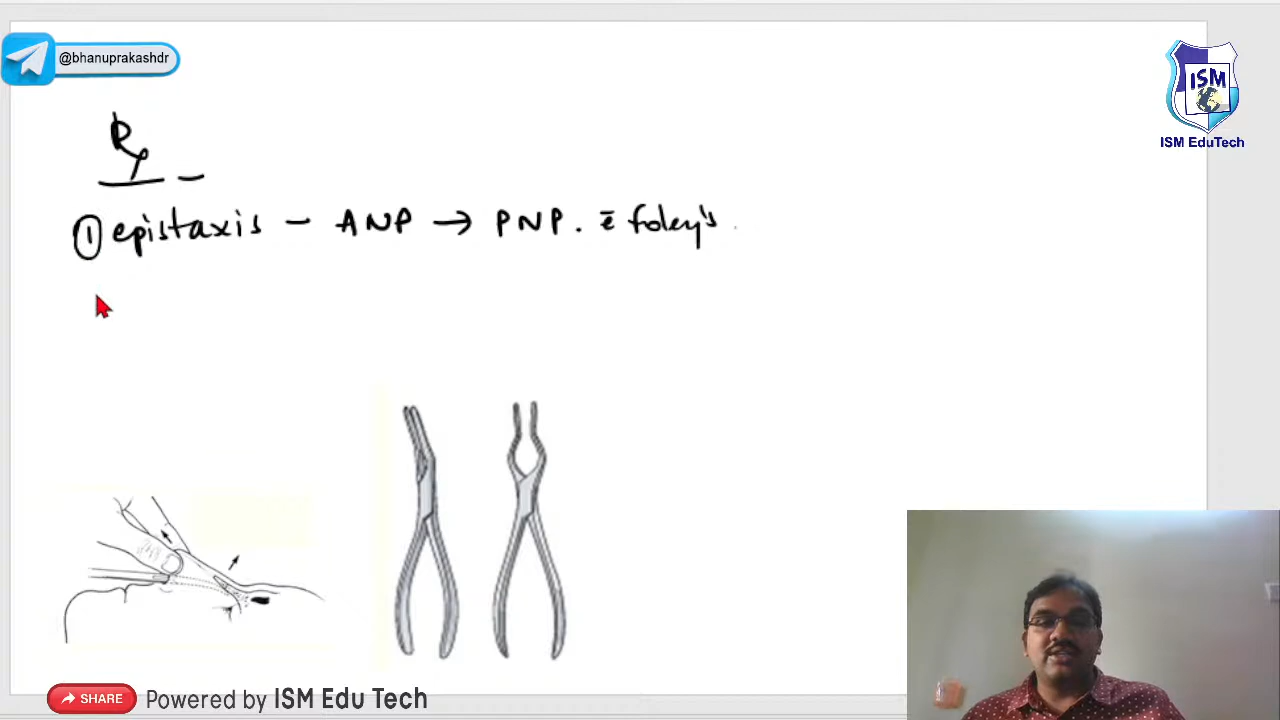 @bhanuprakashdr
ISM
ISM EduTech
Rx –
① epistaxis – ANP → PNP. c̄ foley's
SHARE
Powered by ISM Edu Tech